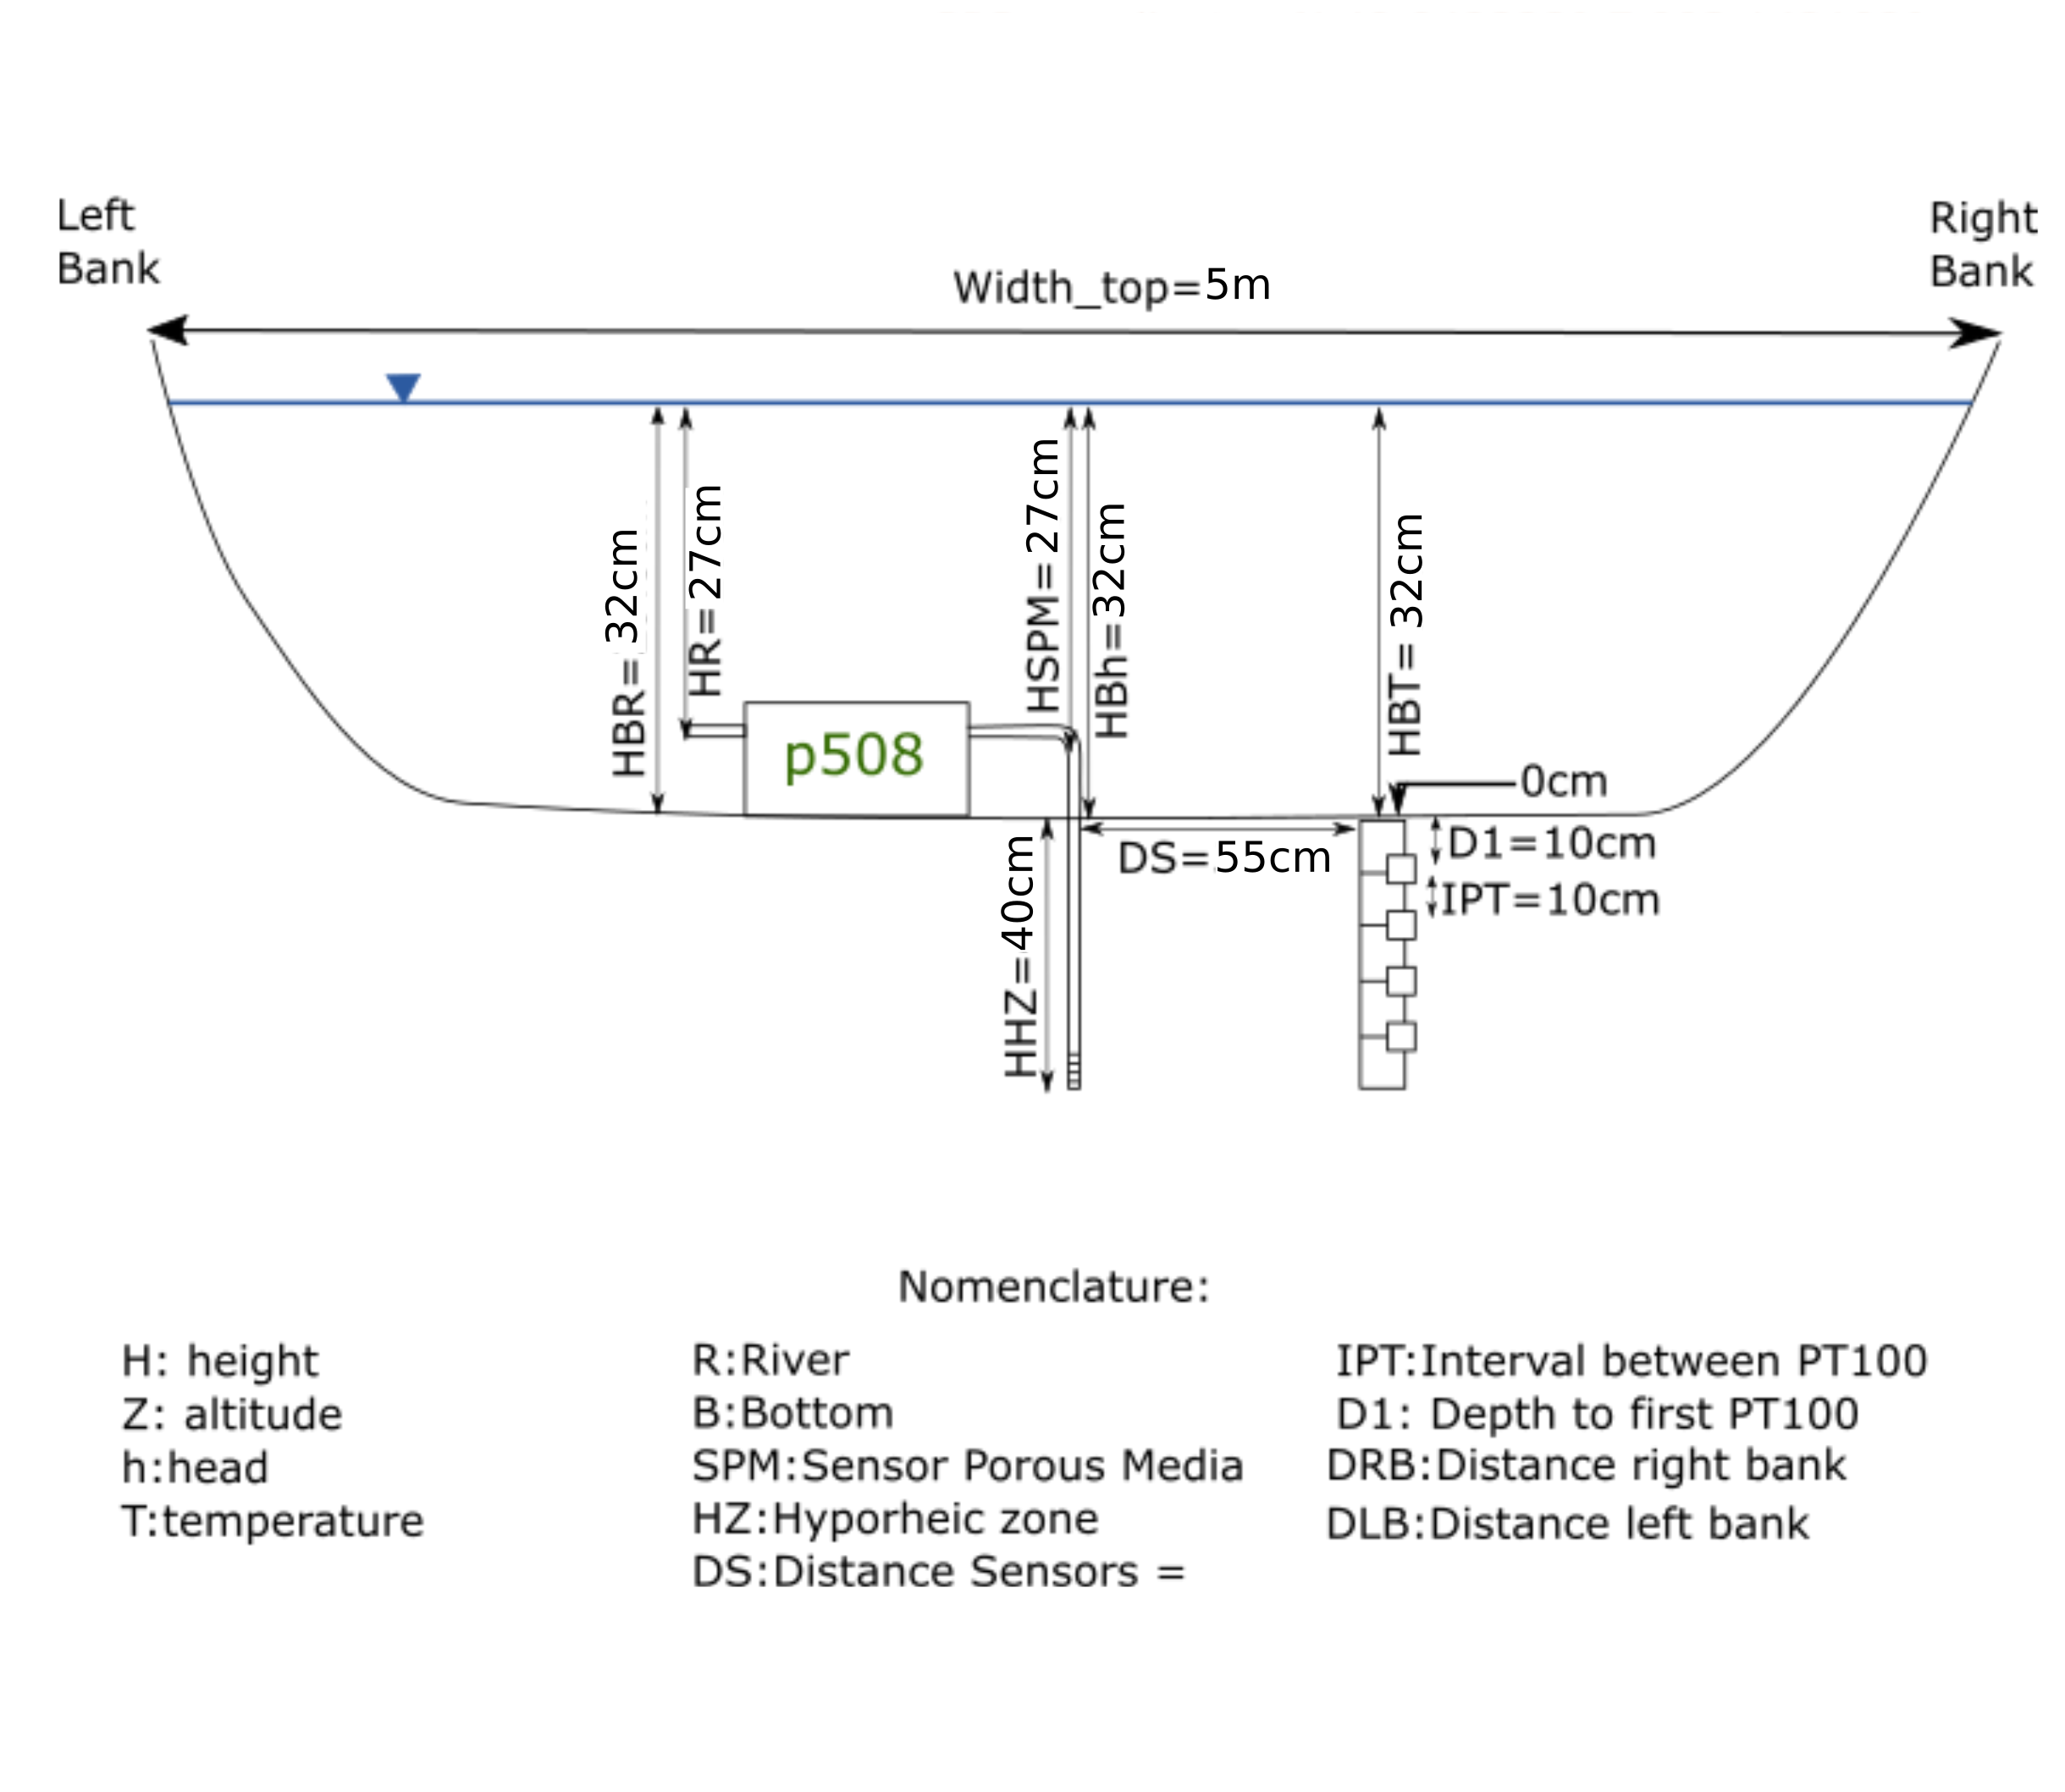 Left
Bank
Right
Bank
Width_top=5m
HBR= 32cm
HR= 27cm
HSPM= 27cm
HBh=32cm
HBT= 32cm
p508
0cm
DS=55cm
D1=10cm
IPT=10cm
HHZ=40cm
Nomenclature:
H: height
Z: altitude
h:head
T:temperature
R:River
B:Bottom
SPM:Sensor Porous Media
HZ:Hyporheic zone
DS:Distance Sensors =
IPT:Interval between PT100
D1: Depth to first PT100
DRB:Distance right bank
DLB:Distance left bank